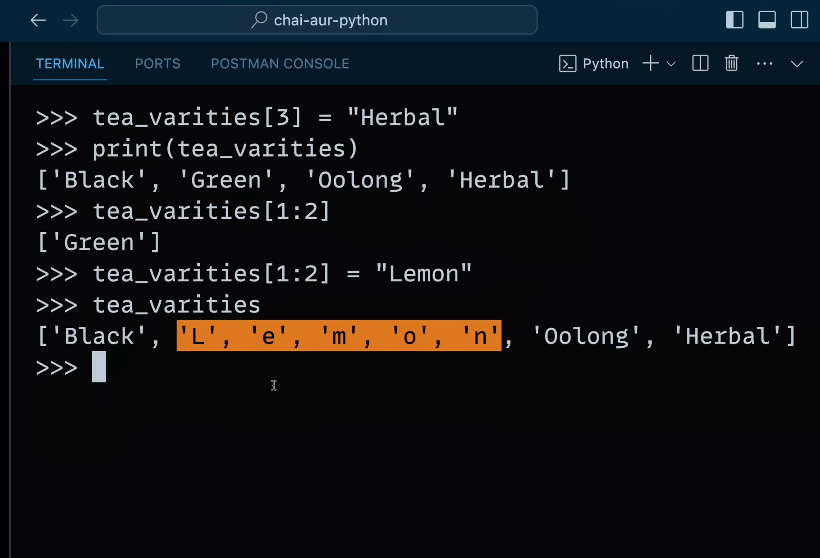 chai-aur-python
TERMINAL PORTS POSTMAN CONSOLE Python
>>> tea_varities[3] = "Herbal"
>>> print(tea_varities)
['Black', 'Green', 'Oolong', 'Herbal']
>>> tea_varities[1:2]
['Green']
>>> tea_varities[1:2] = "Lemon"
>>> tea_varities
['Black', 'L', 'e', 'm', 'o', 'n', 'Oolong', 'Herbal']
>>>